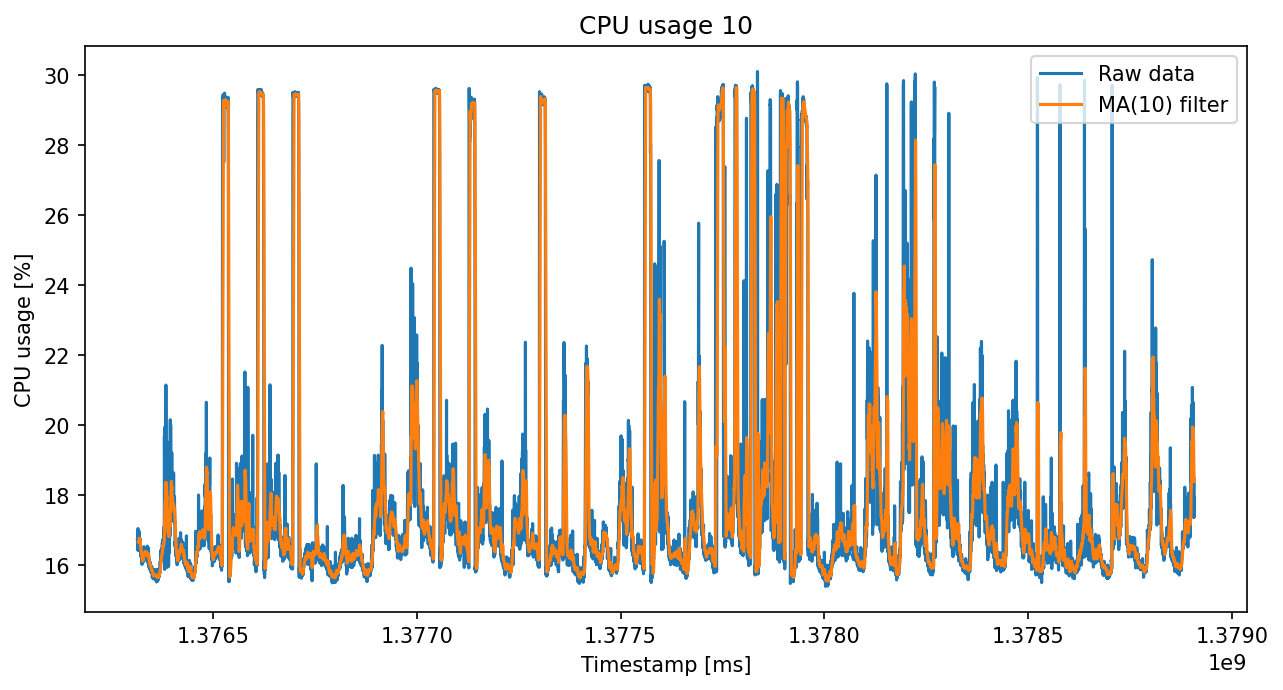 CPU usage 10
30
28
26
24
22
20
18
16
CPU usage [%]
Raw data
MA(10) filter
1.3765 1.3770 1.3775 1.3780 1.3785 1.3790
1e9
Timestamp [ms]